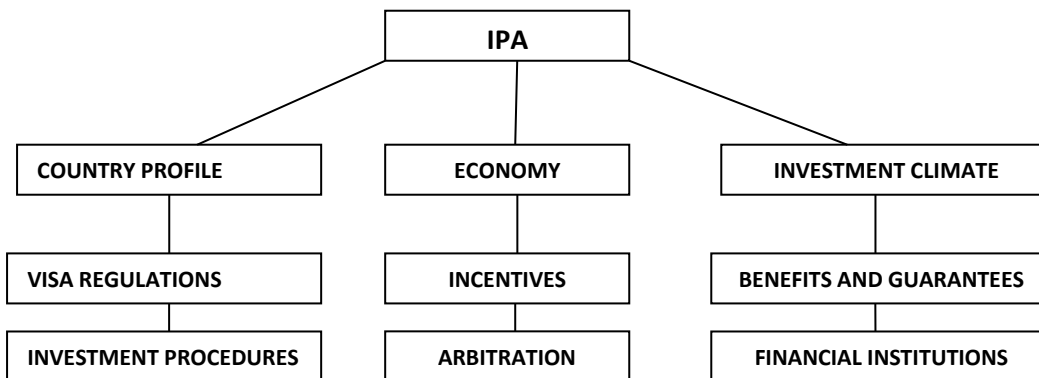 IPA
COUNTRY PROFILE
ECONOMY
INVESTMENT CLIMATE
VISA REGULATIONS
INCENTIVES
BENEFITS AND GUARANTEES
INVESTMENT PROCEDURES
ARBITRATION
FINANCIAL INSTITUTIONS